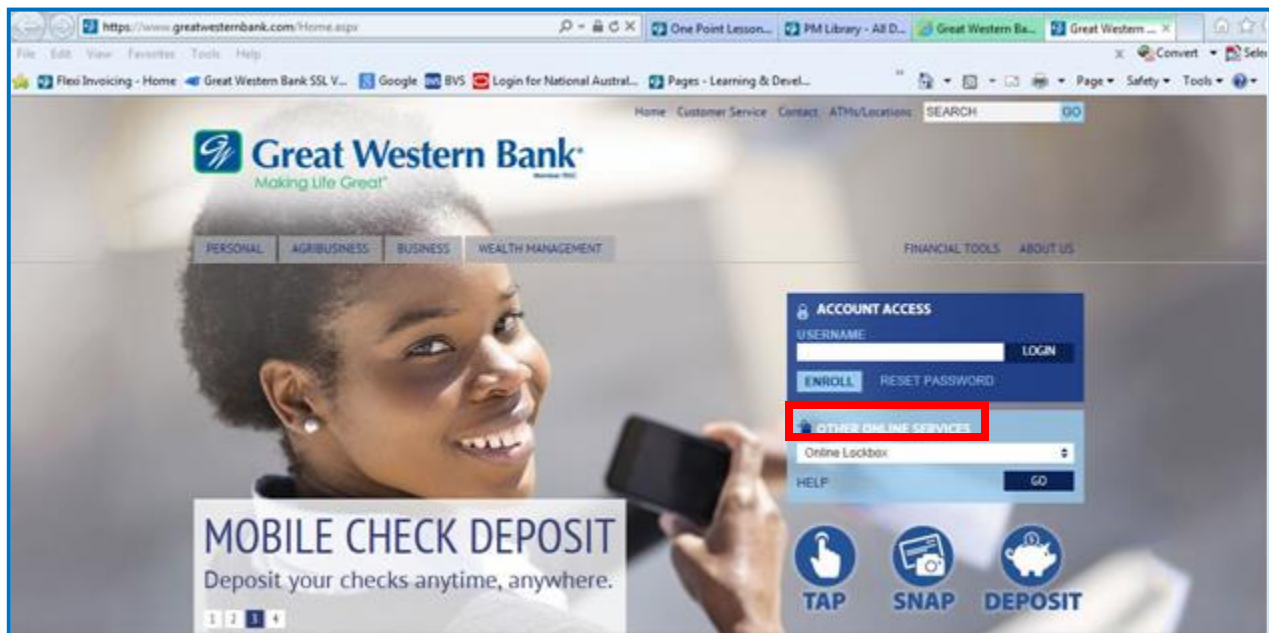 https://www.greatwesternbank.com/Home.aspx
One Point Lesson...
PM Library - All D...
Great Western Ba...
Great Western ...
File Edit View Favorites Tools Help
Convert
Sele
Flexi Invoicing - Home
Great Western Bank SSL V...
Google
BVS
Login for National Austral...
Pages - Learning & Devel...
Page
Safety
Tools
Home Customer Service Contact ATMs/Locations SEARCH GO
GW
Great Western Bank
Member FDIC
Making Life Great
PERSONAL AGRIBUSINESS BUSINESS WEALTH MANAGEMENT FINANCIAL TOOLS ABOUT US
ACCOUNT ACCESS
USERNAME
LOGIN
ENROLL RESET PASSWORD
OTHER ONLINE SERVICES
Online Lockbox
HELP GO
MOBILE CHECK DEPOSIT
Deposit your checks anytime, anywhere.
1 2 3 4
TAP SNAP DEPOSIT